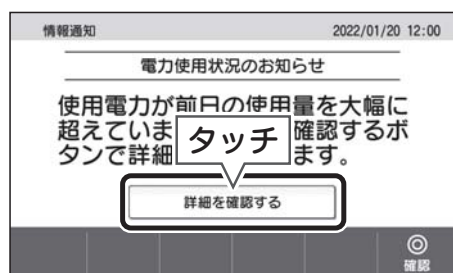 情報通知 2022/01/20 12:00
電力使用状況のお知らせ
使用電力が前日の使用量を大幅に
超えていま 確認するボ
タンで詳細 ます。
タッチ
詳細を確認する
確認